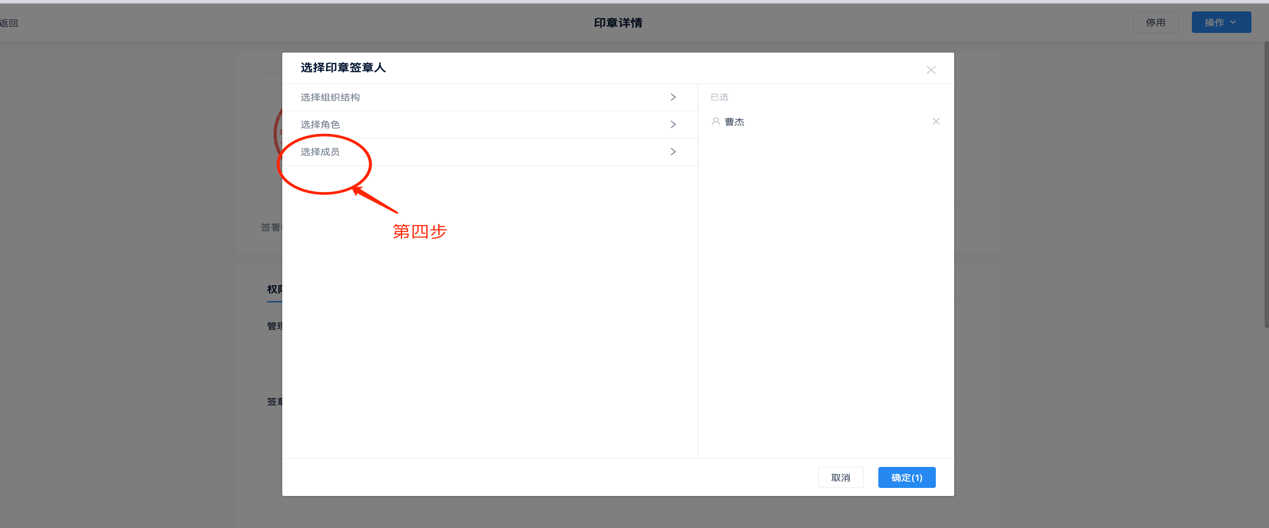 返回
印章详情
停用
操作
选择印章签章人
选择组织结构
选择角色
选择成员
已选
曹杰
第四步
签署
权限
管理
签章
取消
确定(1)